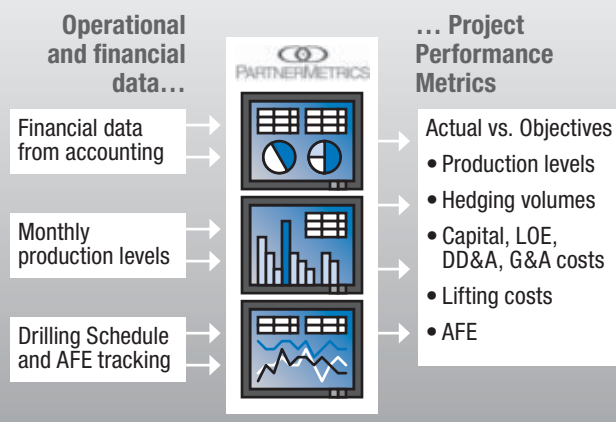 Operational
and financial
data…
PARTNERMETRICS
… Project
Performance
Metrics
Financial data
from accounting
Monthly
production levels
Drilling Schedule
and AFE tracking
Actual vs. Objectives
• Production levels
• Hedging volumes
• Capital, LOE,
DD&A, G&A costs
• Lifting costs
• AFE